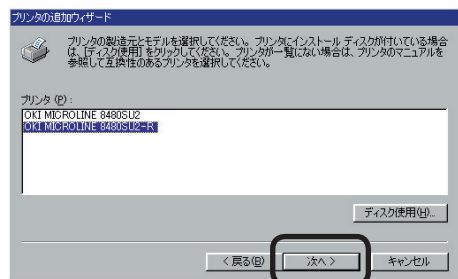 プリンタの追加ウィザード
プリンタの製造元とモデルを選択してください。プリンタにインストール ディスクが付いている場合
は、[ディスク使用] をクリックしてください。プリンタが一覧にない場合は、プリンタのマニュアルを
参照して互換性のあるプリンタを選択してください。
プリンタ (P) :
OKI MICROLINE 8480SU2
OKI MICROLINE 8480SU2-R
ディスク使用(H)...
< 戻る(B)
次へ >
キャンセル